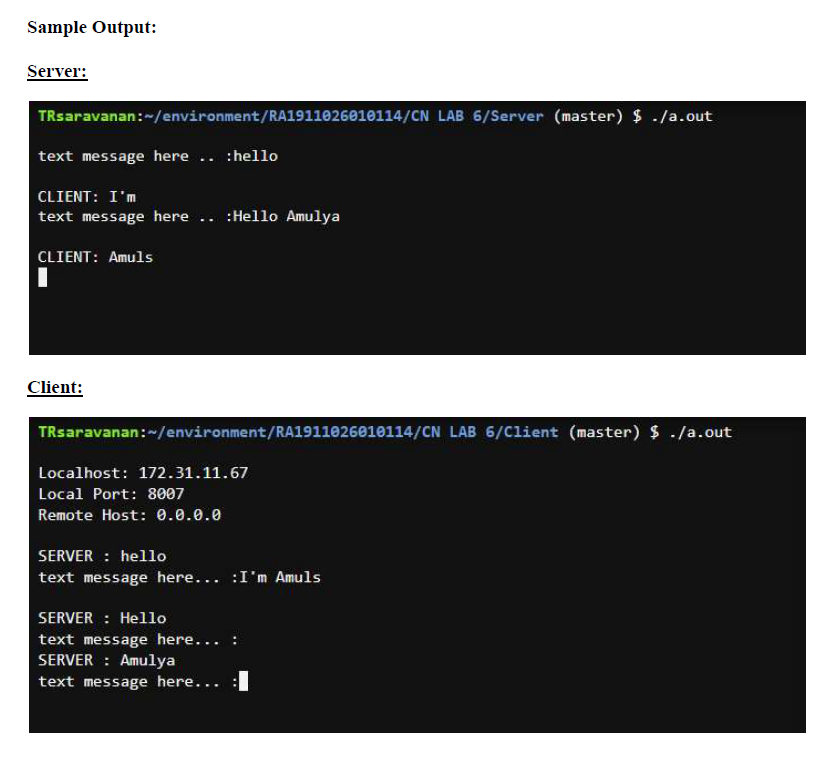 Sample Output:
Server:
TRsaravanan:~/environment/RA1911026010114/CN LAB 6/Server (master) $ ./a.out
text message here .. :hello
CLIENT: I'm
text message here .. :Hello Amulya
CLIENT: Amuls
Client:
TRsaravanan:~/environment/RA1911026010114/CN LAB 6/Client (master) $ ./a.out
Localhost: 172.31.11.67
Local Port: 8007
Remote Host: 0.0.0.0
SERVER : hello
text message here... :I'm Amuls
SERVER : Hello
text message here... :
SERVER : Amulya
text message here... :